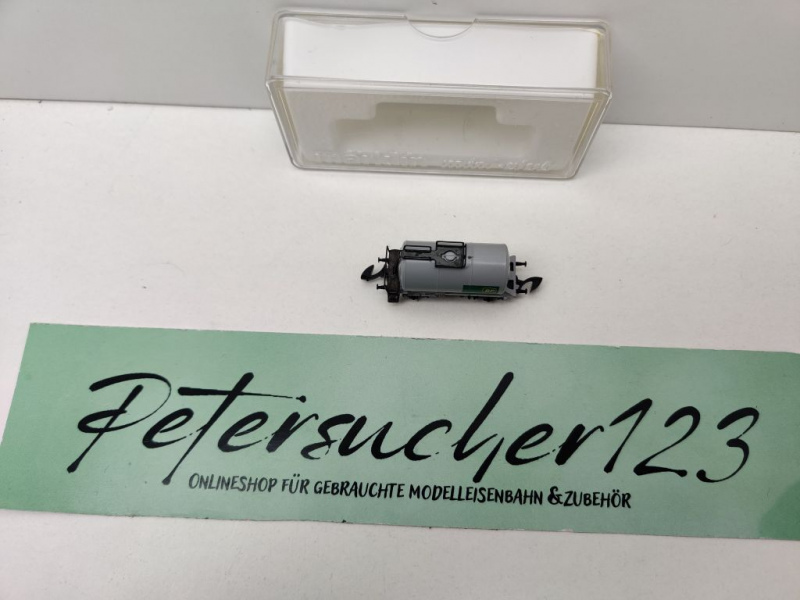 Petersucher123
ONLINESHOP FÜR GEBRAUCHTE MODELLEISENBAHN & ZUBEHÖR